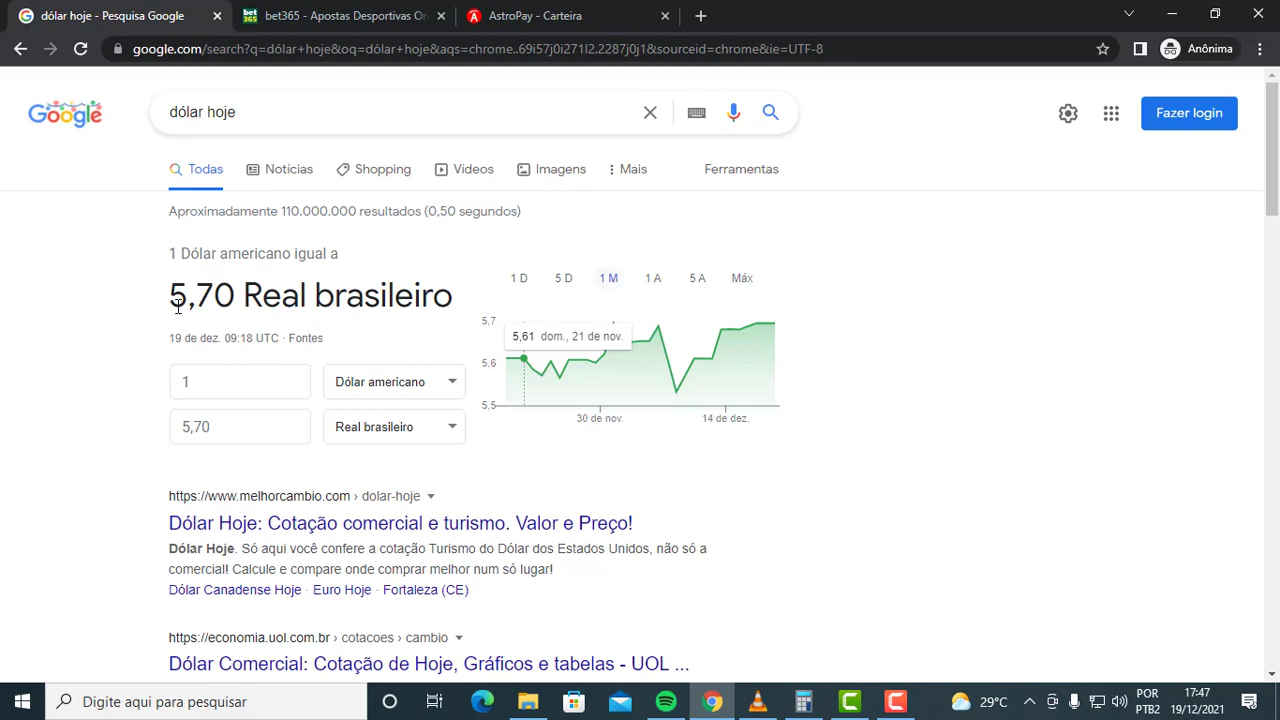 dólar hoje - Pesquisa Google
bet365 - Apostas Desportivas On
AstroPay - Carteira
google.com/search?q=dólar+hoje&oq=dólar+hoje&aqs=chrome..69i57j0i271l2.2287j0j1&sourceid=chrome&ie=UTF-8
Anônima
Google
dólar hoje
Fazer login
Todas
Notícias
Shopping
Vídeos
Imagens
Mais
Ferramentas
Aproximadamente 110.000.000 resultados (0,50 segundos)
1 Dólar americano igual a
5,70 Real brasileiro
19 de dez. 09:18 UTC · Fontes
1
Dólar americano
5,70
Real brasileiro
1 D
5 D
1 M
1 A
5 A
Máx
5,7
5,61 dom., 21 de nov.
5,6
5,5
30 de nov.
14 de dez.
https://www.melhorcambio.com › dolar-hoje
Dólar Hoje: Cotação comercial e turismo. Valor e Preço!
Dólar Hoje. Só aqui você confere a cotação Turismo do Dólar dos Estados Unidos, não só a
comercial! Calcule e compare onde comprar melhor num só lugar!
Dólar Canadense Hoje · Euro Hoje · Fortaleza (CE)
https://economia.uol.com.br › cotacoes › cambio
Dólar Comercial: Cotação de Hoje, Gráficos e tabelas - UOL ...
Digite aqui para pesquisar
29°C
POR
PTB2
17:47
19/12/2021